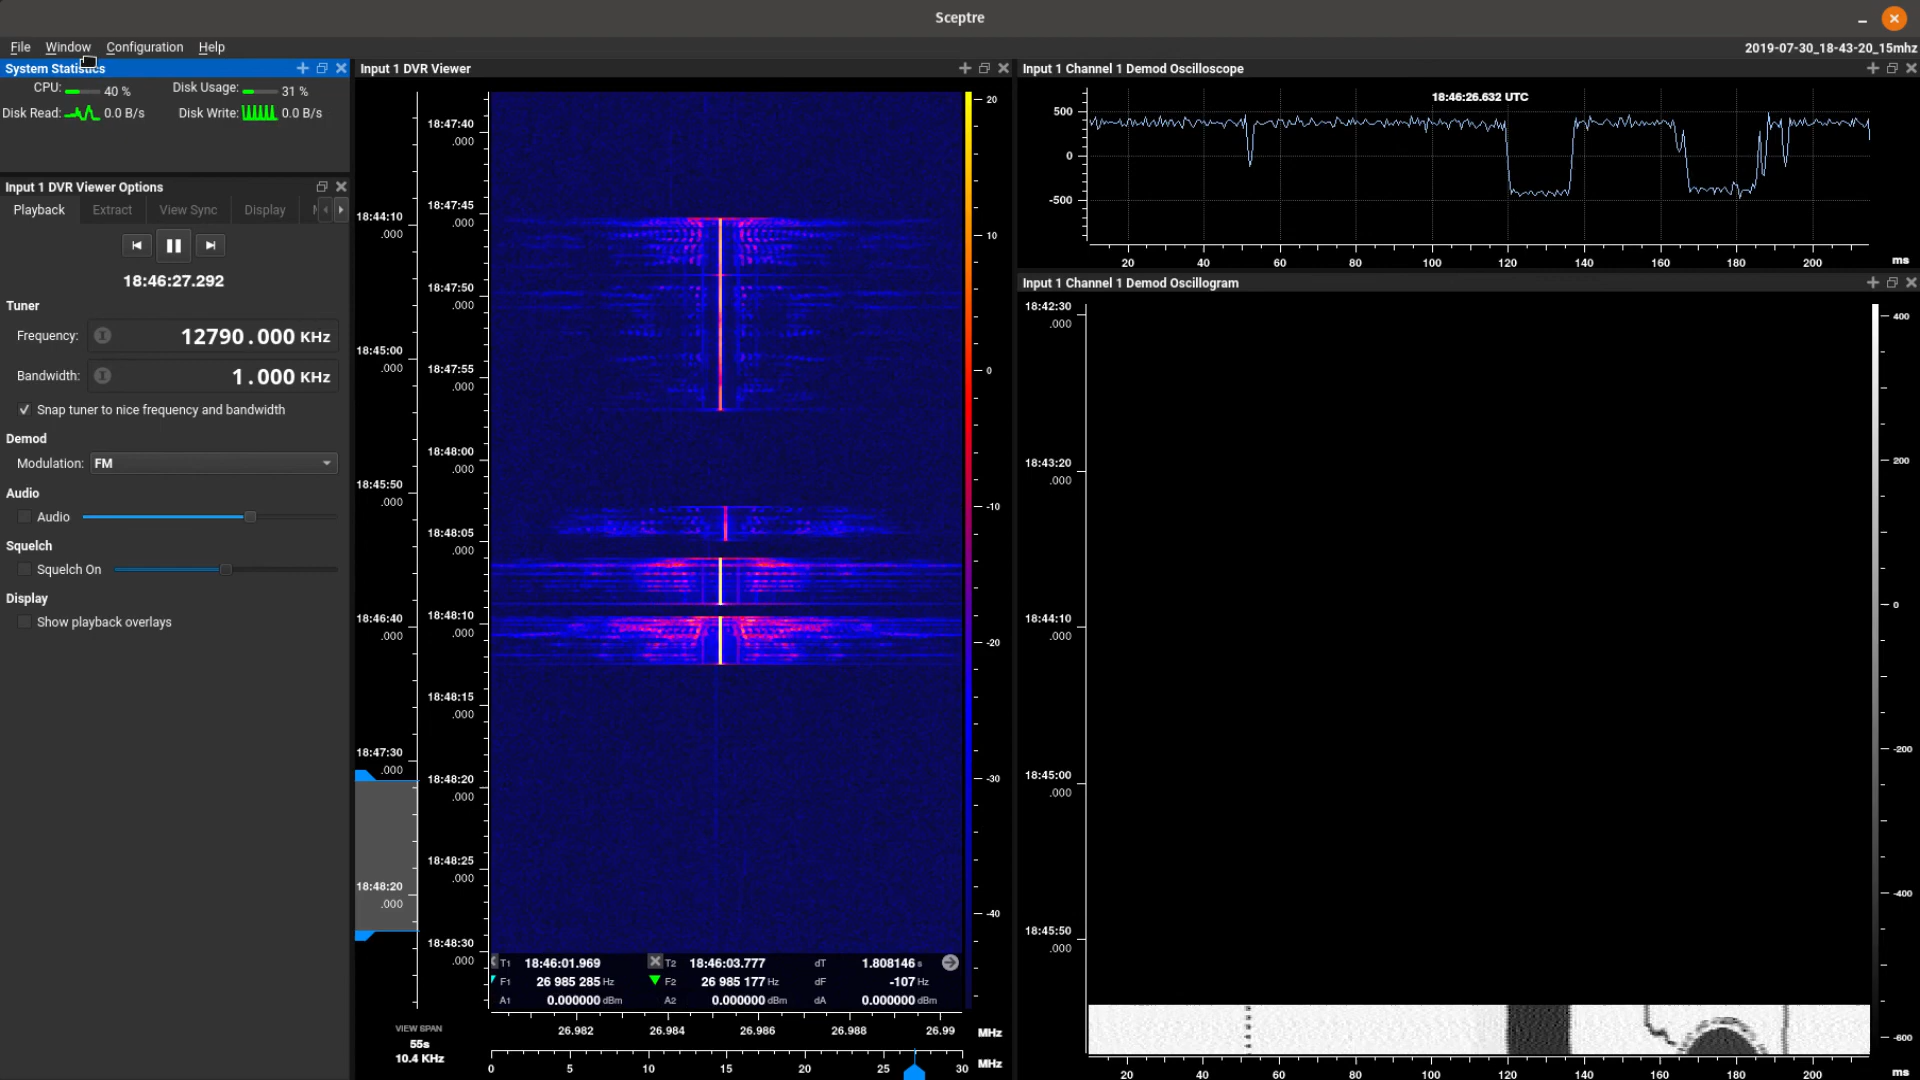 Sceptre
File Window Configuration Help
2019-07-30_18-43-20_15mhz
System Statistics
CPU: 40 % Disk Usage: 31 %
Disk Read: 0.0 B/s Disk Write: 0.0 B/s
Input 1 DVR Viewer Options
Playback Extract View Sync Display
18:46:27.292
Tuner
Frequency: 12790.000 KHz
Bandwidth: 1.000 KHz
Snap tuner to nice frequency and bandwidth
Demod
Modulation: FM
Audio
Audio
Squelch
Squelch On
Display
Show playback overlays
Input 1 DVR Viewer
18:44:10
.000
18:45:00
.000
18:45:50
.000
18:46:40
.000
18:47:30
.000
18:48:20
.000
VIEW SPAN
55s
10.4 KHz
18:47:40
.000
18:47:45
.000
18:47:50
.000
18:47:55
.000
18:48:00
.000
18:48:05
.000
18:48:10
.000
18:48:15
.000
18:48:20
.000
18:48:25
.000
18:48:30
.000
20
10
0
-10
-20
-30
-40
T1 18:46:01.969 T2 18:46:03.777 dT 1.808146 s
F1 26 985 285 Hz F2 26 985 177 Hz dF -107 Hz
A1 0.000000 dBm A2 0.000000 dBm dA 0.000000 dBm
26.982 26.984 26.986 26.988 26.99 MHz
0 5 10 15 20 25 30 MHz
Input 1 Channel 1 Demod Oscilloscope
18:46:26.632 UTC
500
0
-500
20 40 60 80 100 120 140 160 180 200 ms
Input 1 Channel 1 Demod Oscillogram
18:42:30
.000
18:43:20
.000
18:44:10
.000
18:45:00
.000
18:45:50
.000
400
200
0
-200
-400
-600
20 40 60 80 100 120 140 160 180 200 ms